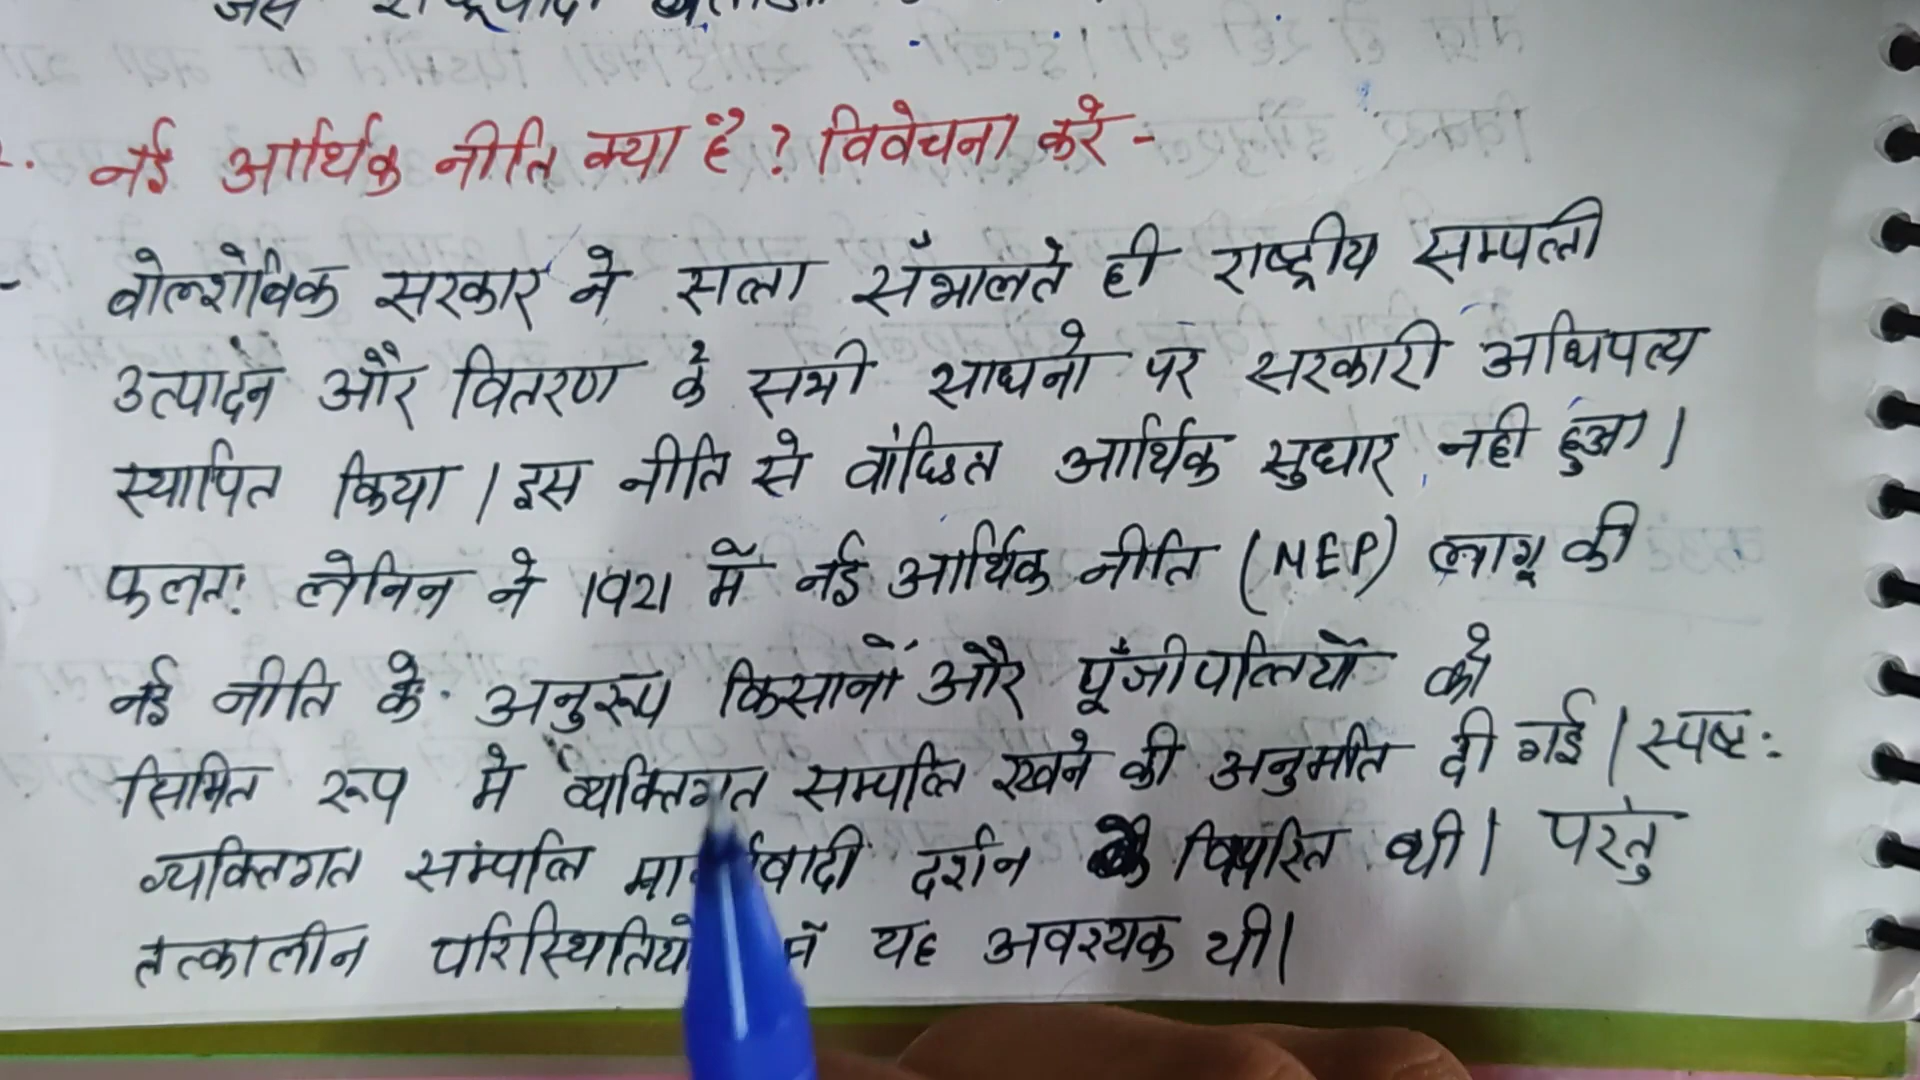 नई आर्थिक नीति क्या है? विवेचना करे -
वोल्शेविक सरकार ने सत्ता सँभालते ही राष्ट्रीय सम्पत्ती
उत्पादन और वितरण के सभी साधनो पर सरकारी अधिपत्य
स्थापित किया। इस नीति से वांछित आर्थिक सुधार नही हुआ।
फलतः लेनिन ने 1921 में नई आर्थिक नीति (NEP) लागू की
नई नीति के अनुरूप किसानों और पूँजीपत्तियों को
सिमित रूप मे व्यक्तिगत सम्पत्ति रखने की अनुमति दी गई। स्पष्टः
व्यक्तिगत सम्पत्ति दर्शन के विपरित थी। परंतु
तत्कालीन यह अवश्यक थी।